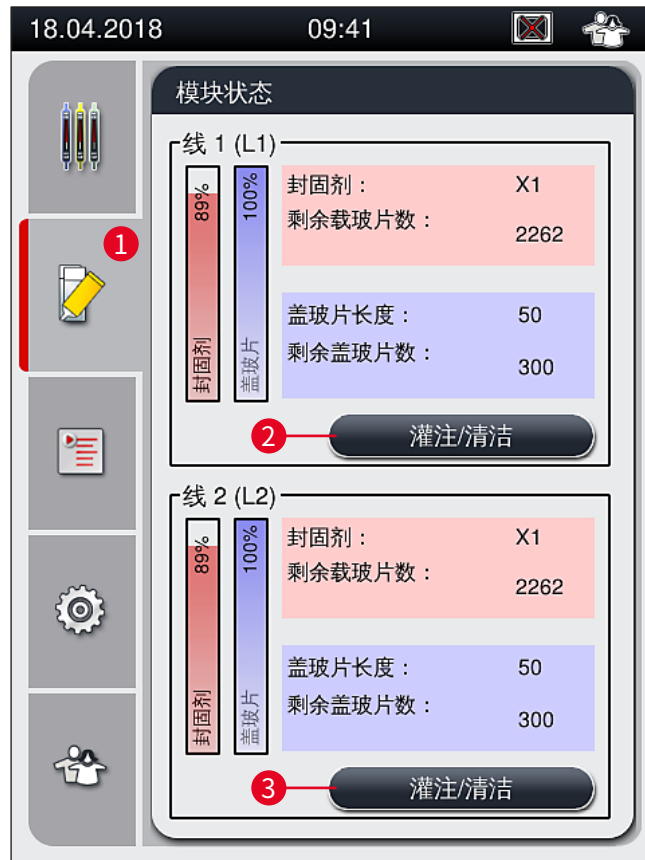 18.04.2018 09:41
模块状态
1
线 1 (L1)
89%
封固剂
100%
盖玻片
封固剂： X1
剩余载玻片数： 2262
盖玻片长度： 50
剩余盖玻片数： 300
2 灌注/清洁
线 2 (L2)
89%
封固剂
100%
盖玻片
封固剂： X1
剩余载玻片数： 2262
盖玻片长度： 50
剩余盖玻片数： 300
3 灌注/清洁